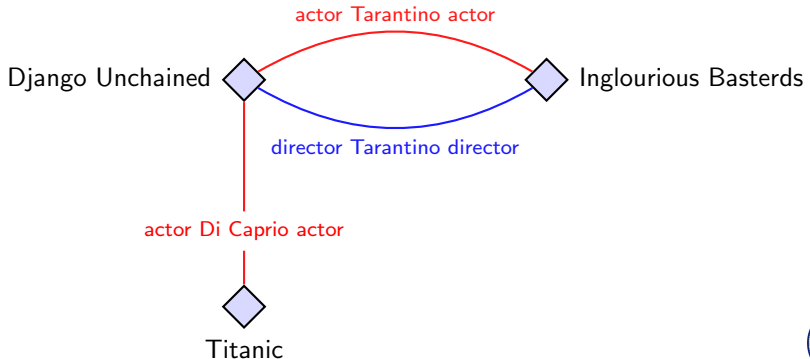 actor Tarantino actor
Django Unchained
Inglourious Basterds
director Tarantino director
actor Di Caprio actor
Titanic